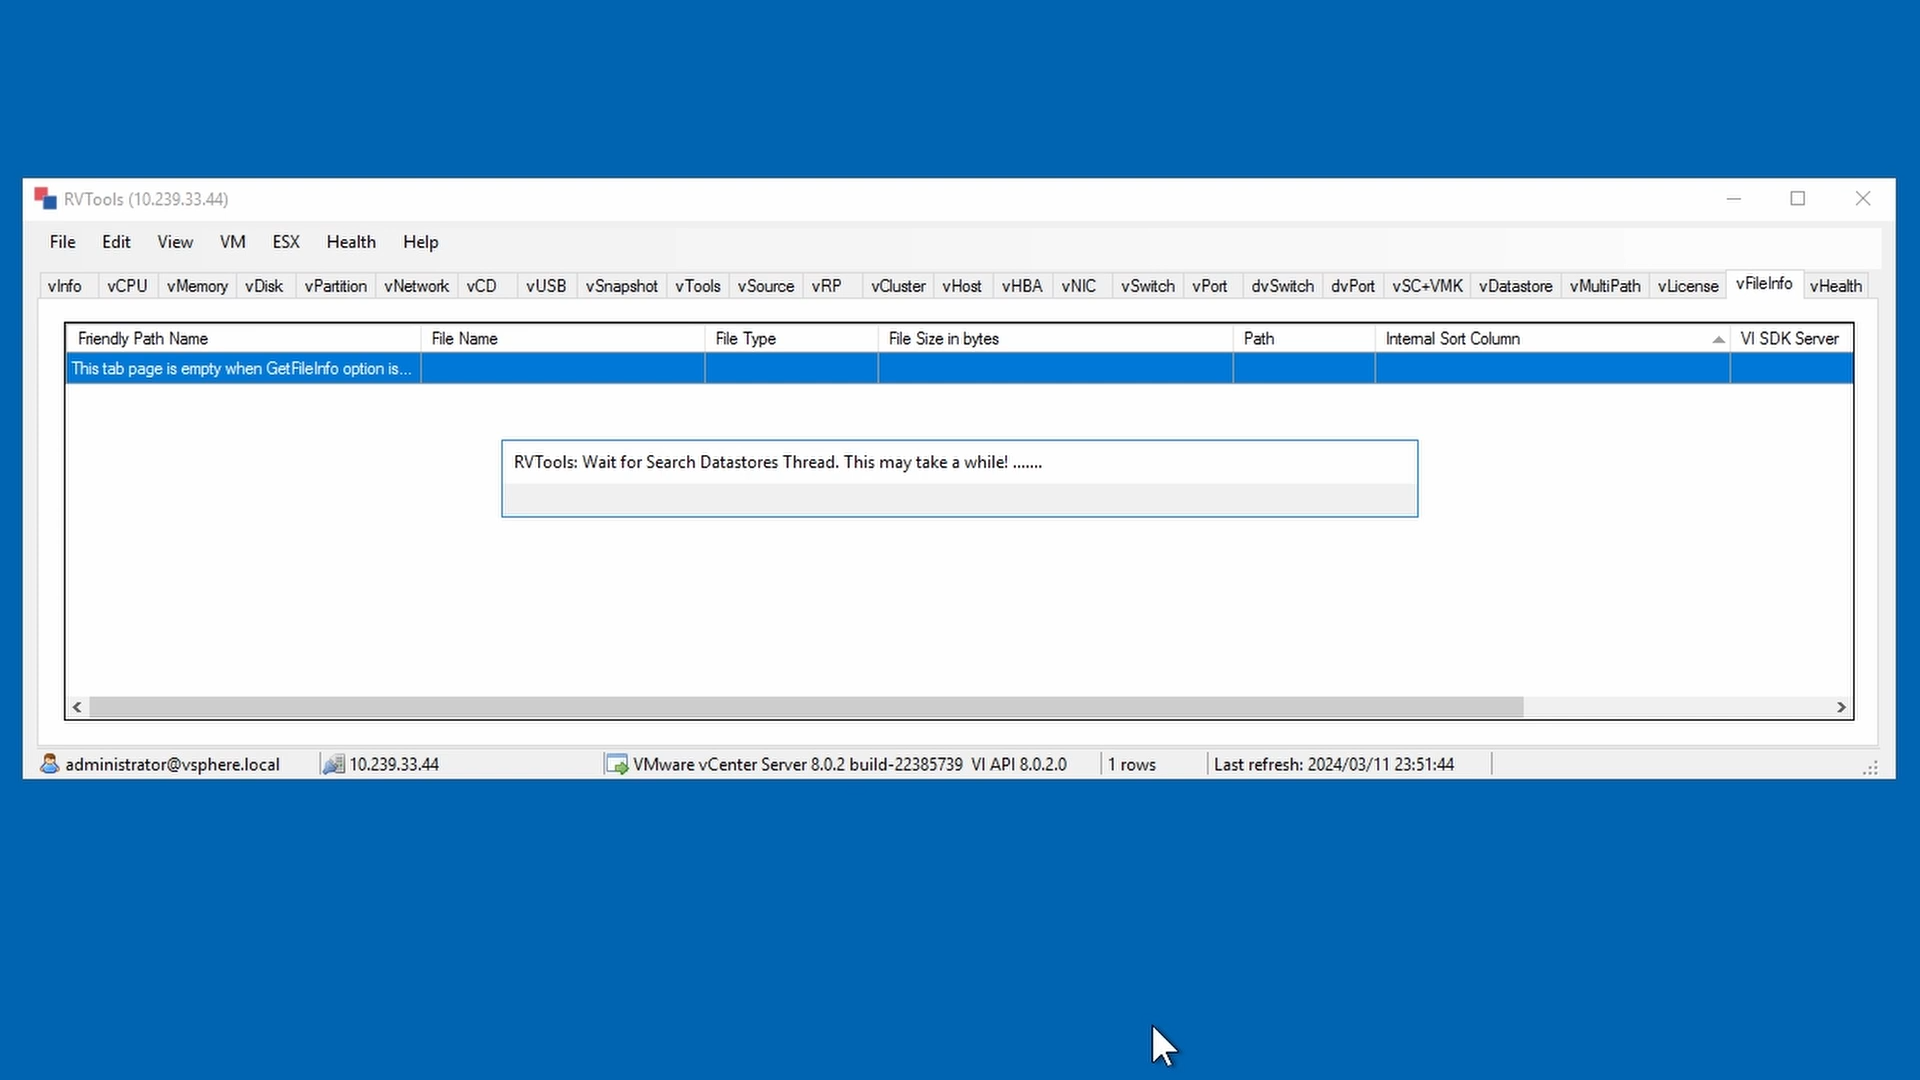 RVTools (10.239.33.44)
File Edit View VM ESX Health Help
vInfo vCPU vMemory vDisk vPartition vNetwork vCD vUSB vSnapshot vTools vSource vRP vCluster vHost vHBA vNIC vSwitch vPort dvSwitch dvPort vSC+VMK vDatastore vMultiPath vLicense vFileInfo vHealth
Friendly Path Name File Name File Type File Size in bytes Path Internal Sort Column VI SDK Server
This tab page is empty when GetFileInfo option is...
RVTools: Wait for Search Datastores Thread. This may take a while! .......
administrator@vsphere.local 10.239.33.44 VMware vCenter Server 8.0.2 build-22385739 VI API 8.0.2.0 1 rows Last refresh: 2024/03/11 23:51:44